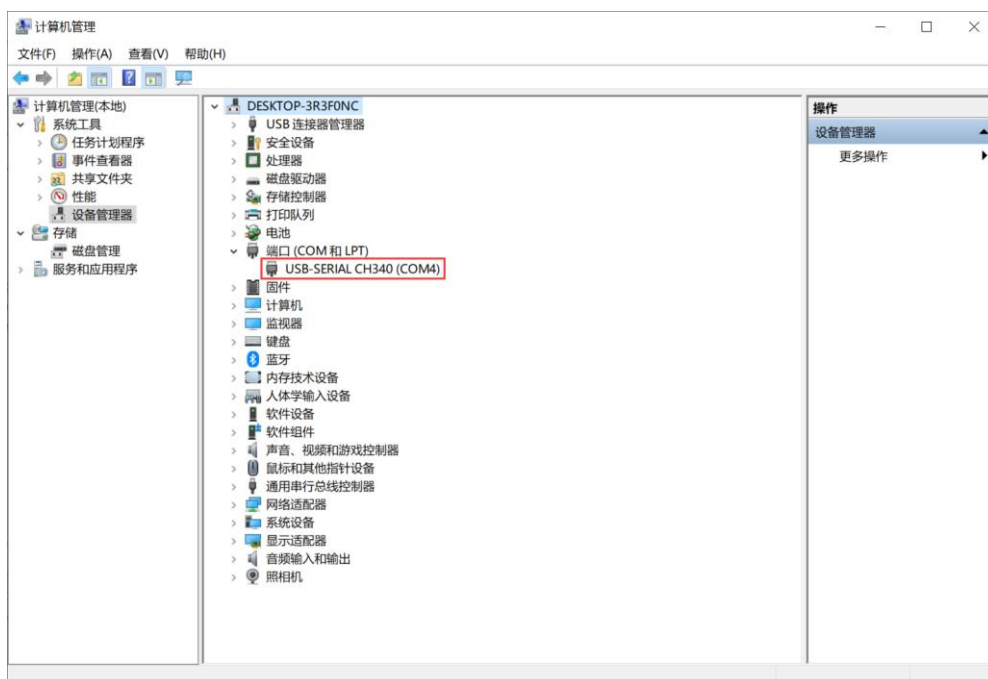 计算机管理
文件(F) 操作(A) 查看(V) 帮助(H)
计算机管理(本地)
系统工具
任务计划程序
事件查看器
共享文件夹
性能
设备管理器
存储
磁盘管理
服务和应用程序
DESKTOP-3R3F0NC
USB 连接器管理器
安全设备
处理器
磁盘驱动器
存储控制器
打印队列
电池
端口 (COM 和 LPT)
USB-SERIAL CH340 (COM4)
固件
计算机
监视器
键盘
蓝牙
内存技术设备
人体学输入设备
软件设备
软件组件
声音、视频和游戏控制器
鼠标和其他指针设备
通用串行总线控制器
网络适配器
系统设备
显示适配器
音频输入和输出
照相机
操作
设备管理器
更多操作